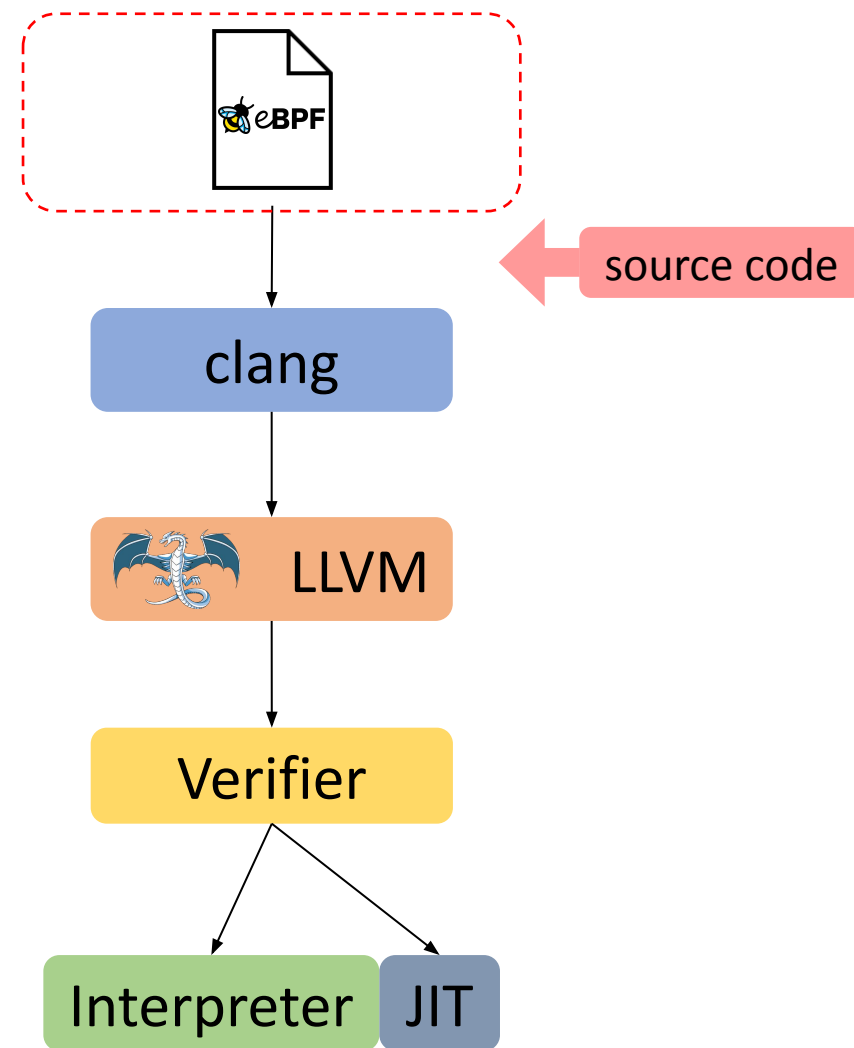 eBPF
source code
clang
LLVM
Verifier
Interpreter
JIT